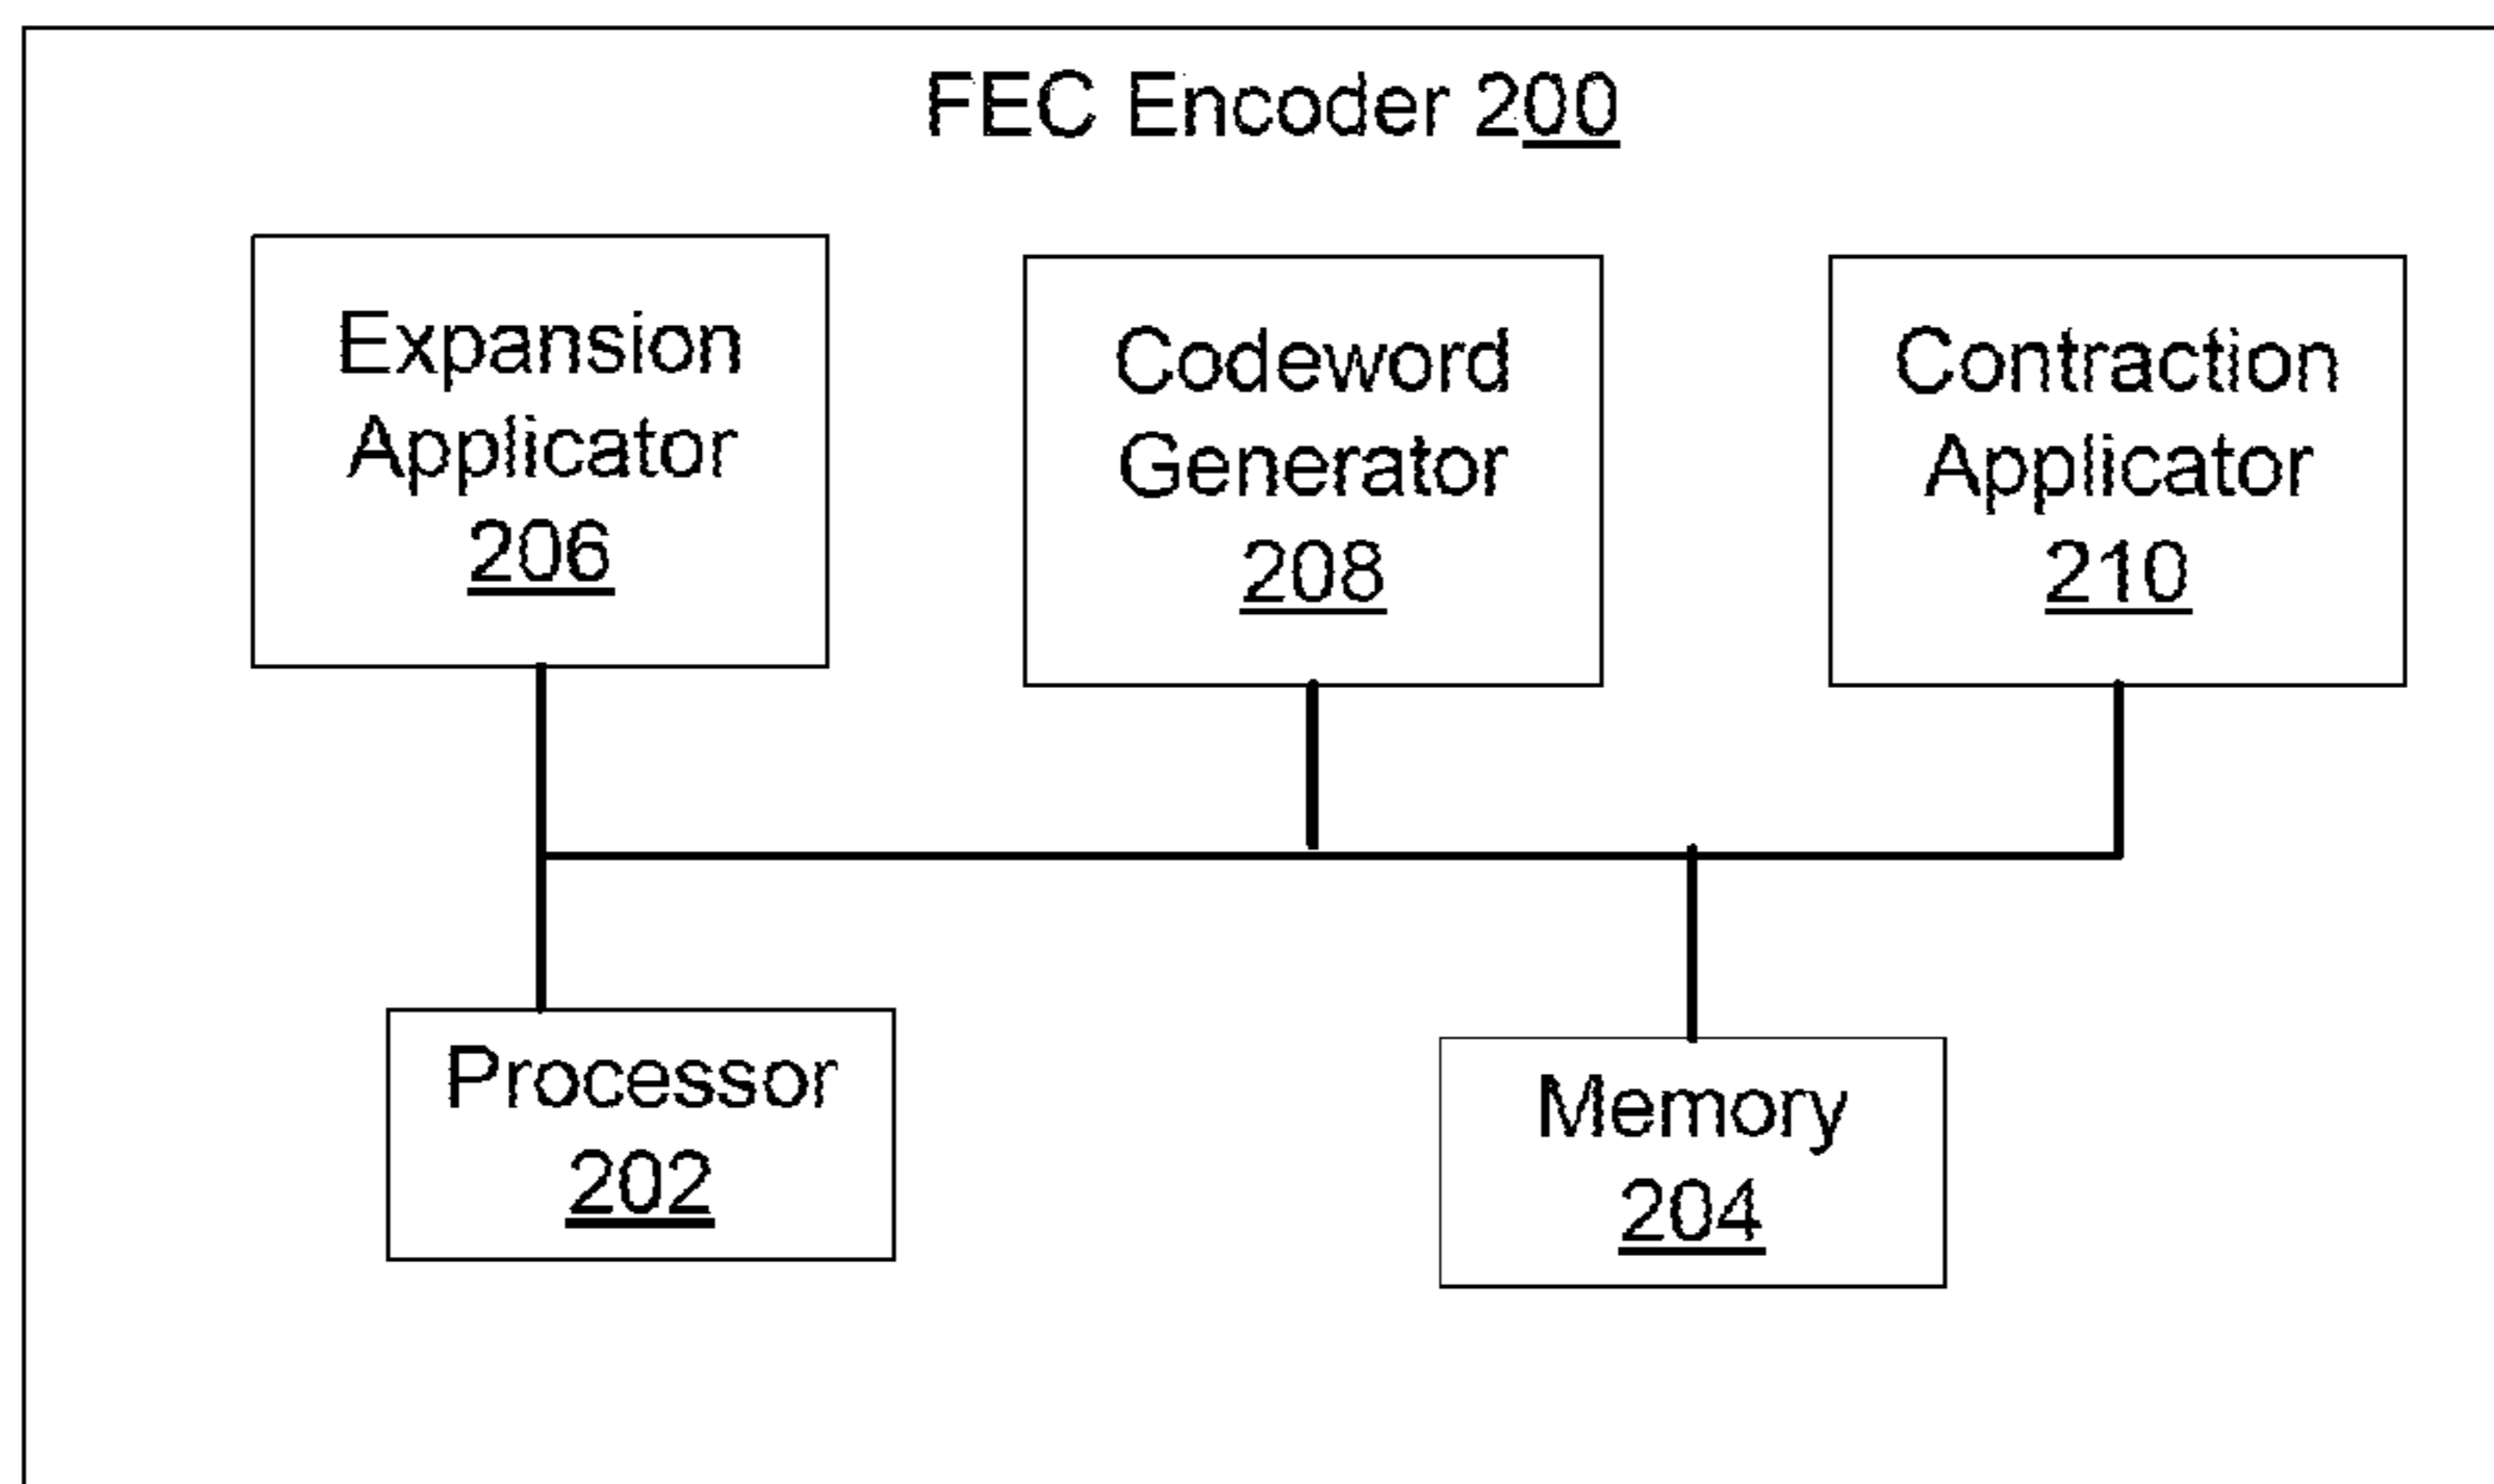 FEC Encoder 200
Expansion
Applicator
206
Codeword
Generator
208
Contraction
Applicator
210
Processor
202
Memory
204